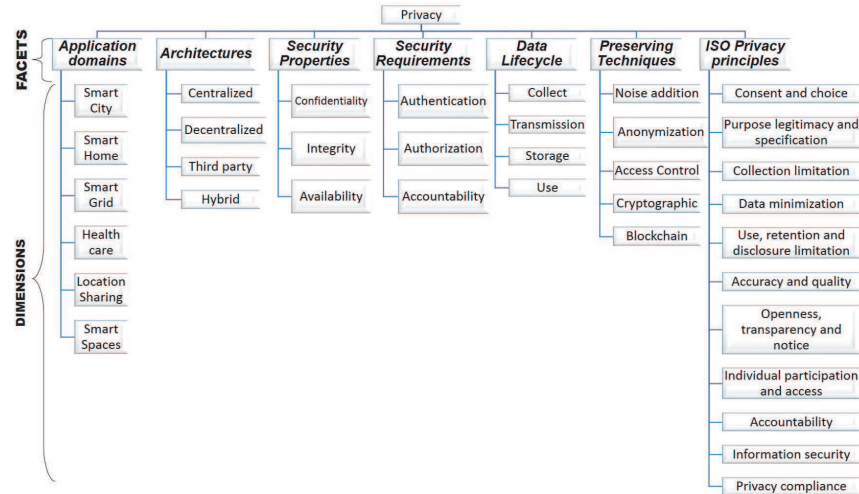 Privacy
FACETS
Application
domains
Architectures
Security
Properties
Security
Requirements
Data
Lifecycle
Preserving
Techniques
ISO Privacy
principles
DIMENSIONS
Smart
City
Smart
Home
Smart
Grid
Health
care
Location
Sharing
Smart
Spaces
Centralized
Decentralized
Third party
Hybrid
Confidentiality
Integrity
Availability
Authentication
Authorization
Accountability
Collect
Transmission
Storage
Use
Noise addition
Anonymization
Access Control
Cryptographic
Blockchain
Consent and choice
Purpose legitimacy and
specification
Collection limitation
Data minimization
Use, retention and
disclosure limitation
Accuracy and quality
Openness,
transparency and
notice
Individual participation
and access
Accountability
Information security
Privacy compliance